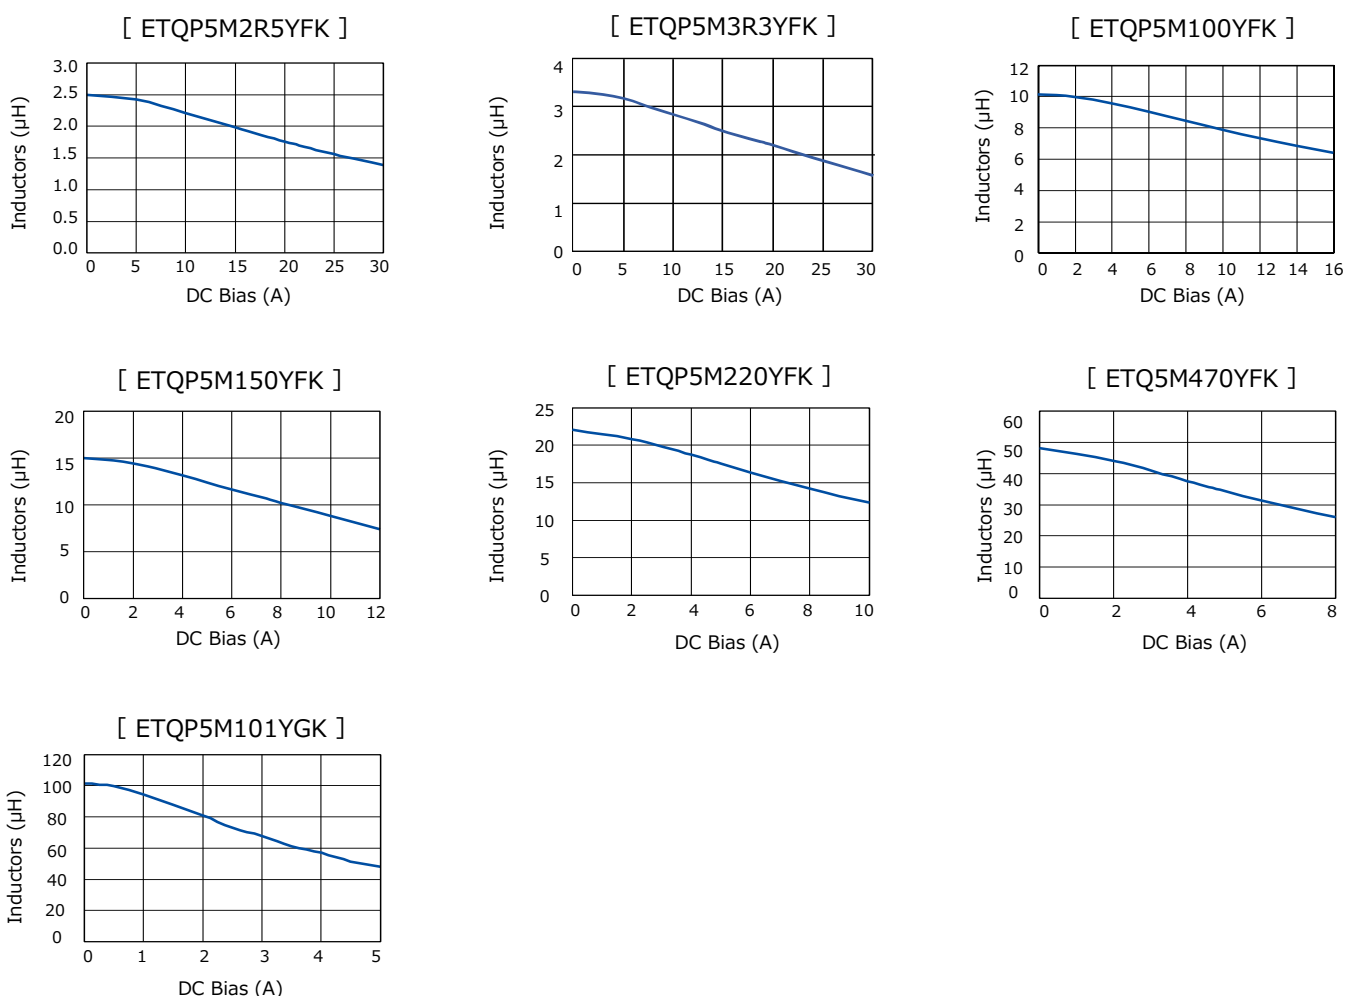 [ ETQP5M2R5YFK ]
Inductors (µH)
3.0
2.5
2.0
1.5
1.0
0.5
0.0
0 5 10 15 20 25 30
DC Bias (A)
[ ETQP5M3R3YFK ]
Inductors (µH)
4
3
2
1
0
0 5 10 15 20 25 30
DC Bias (A)
[ ETQP5M100YFK ]
Inductors (µH)
12
10
8
6
4
2
0
0 2 4 6 8 10 12 14 16
DC Bias (A)
[ ETQP5M150YFK ]
Inductors (µH)
20
15
10
5
0
0 2 4 6 8 10 12
DC Bias (A)
[ ETQP5M220YFK ]
Inductors (µH)
25
20
15
10
5
0
0 2 4 6 8 10
DC Bias (A)
[ ETQ5M470YFK ]
Inductors (µH)
60
50
40
30
20
10
0
0 2 4 6 8
DC Bias (A)
[ ETQP5M101YGK ]
Inductors (µH)
120
100
80
60
40
20
0
0 1 2 3 4 5
DC Bias (A)